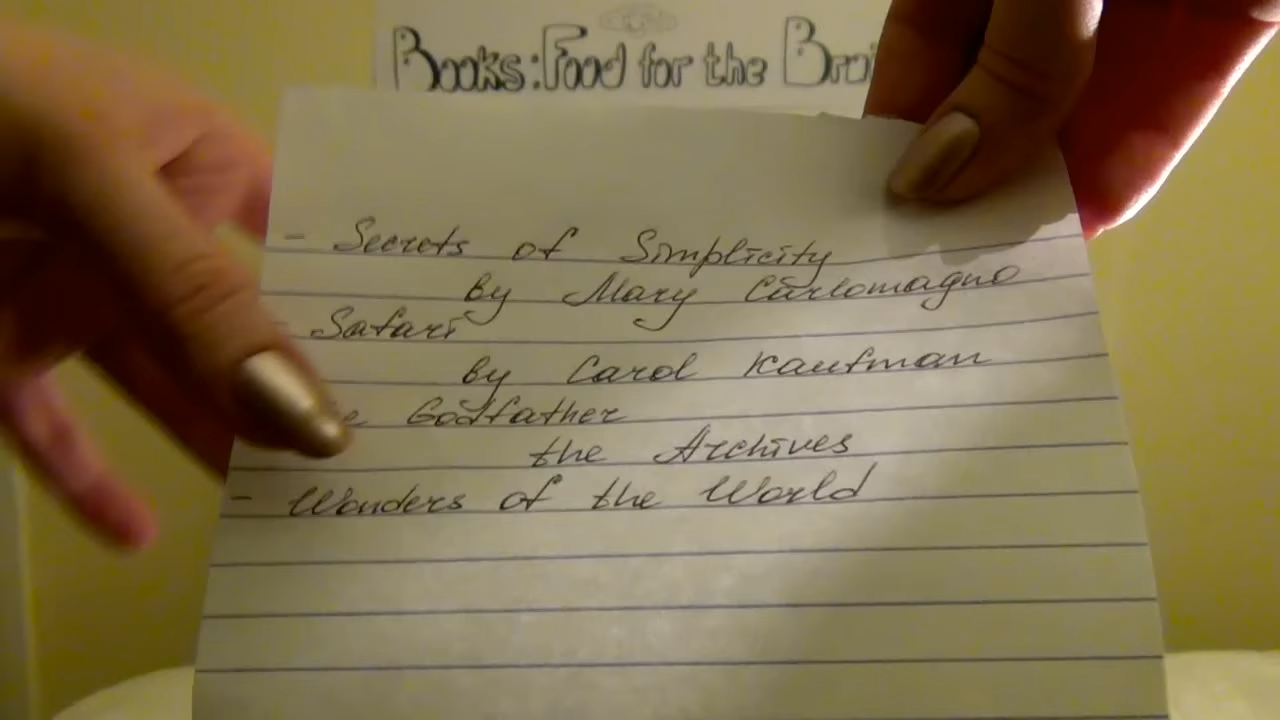 Books: Food for the
- Secrets of Simplicity
by Mary Carlomagno
- Safari
by Carol Kaufman
Godfather
the Archives
- Wonders of the World